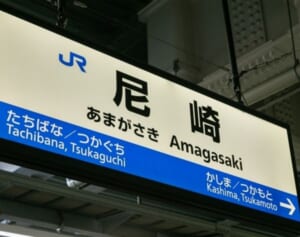 JR
尼崎
あまがさき Amagasaki
たちばな／つかぐち
Tachibana, Tsukaguchi
かしま／つかもと
Kashima, Tsukamoto